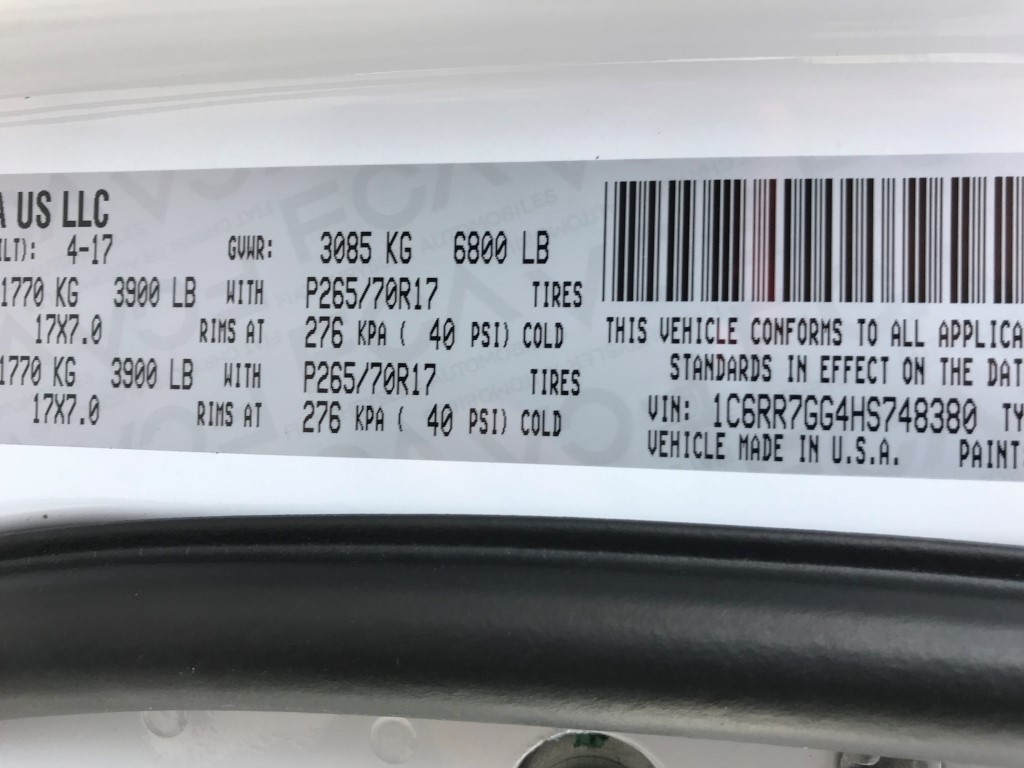 A US LLC
ILT): 4-17 GVWR: 3085 KG 6800 LB
1770 KG 3900 LB WITH P265/70R17 TIRES
17X7.0 RIMS AT 276 KPA ( 40 PSI) COLD
1770 KG 3900 LB WITH P265/70R17 TIRES
17X7.0 RIMS AT 276 KPA ( 40 PSI) COLD
THIS VEHICLE CONFORMS TO ALL APPLICA
STANDARDS IN EFFECT ON THE DAT
VIN: 1C6RR7GG4HS748380 TY
VEHICLE MADE IN U.S.A. PAINT